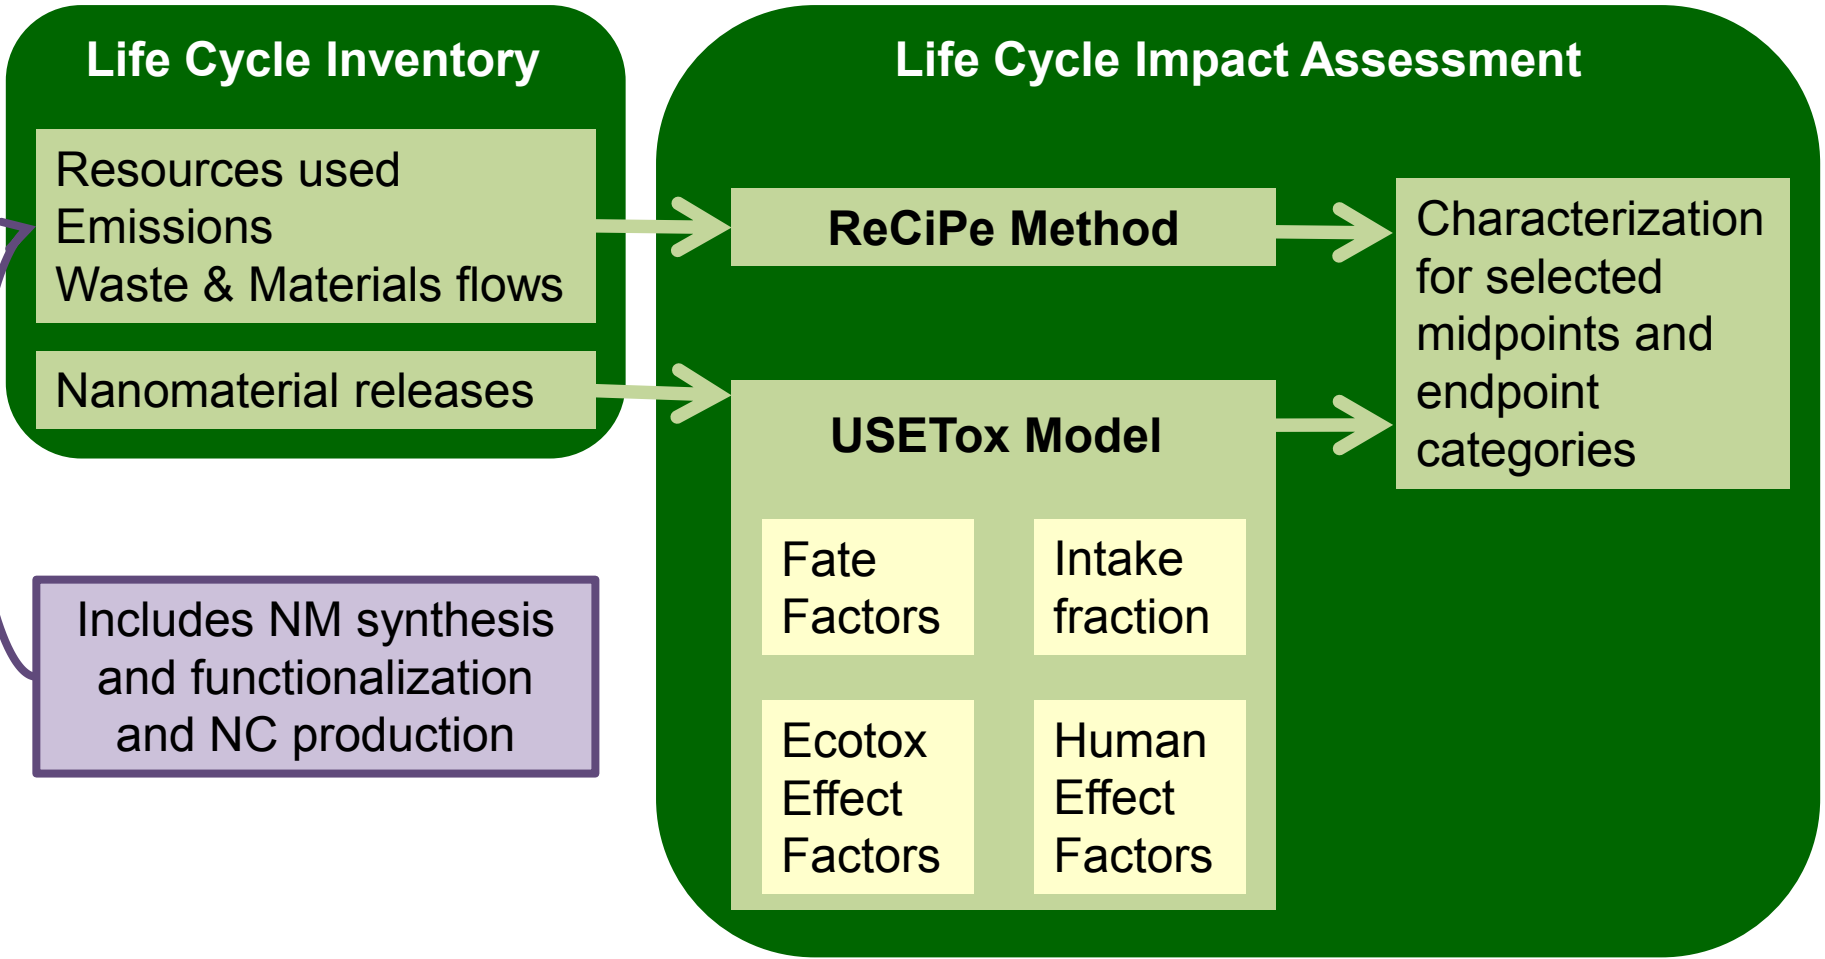 Life Cycle Inventory
Resources used
Emissions
Waste & Materials flows
Nanomaterial releases
Includes NM synthesis
and functionalization
and NC production
Life Cycle Impact Assessment
ReCiPe Method
USETox Model
Fate
Factors
Intake
fraction
Ecotox
Effect
Factors
Human
Effect
Factors
Characterization
for selected
midpoints and
endpoint
categories